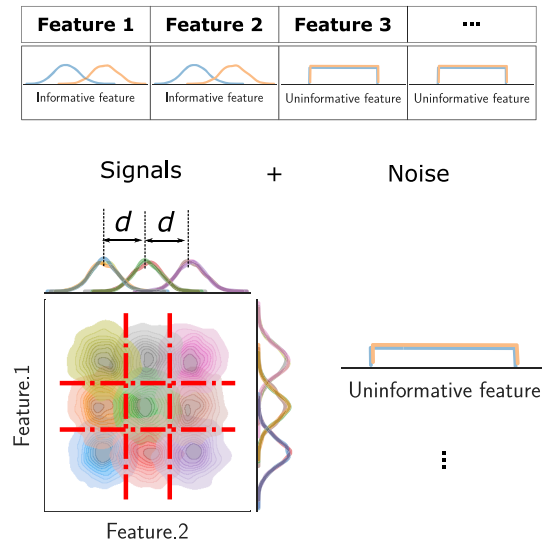 Feature 1 Feature 2 Feature 3 ...
Informative feature Informative feature Uninformative feature Uninformative feature
Signals + Noise
d d
Feature.1
Uninformative feature
⋮
Feature.2